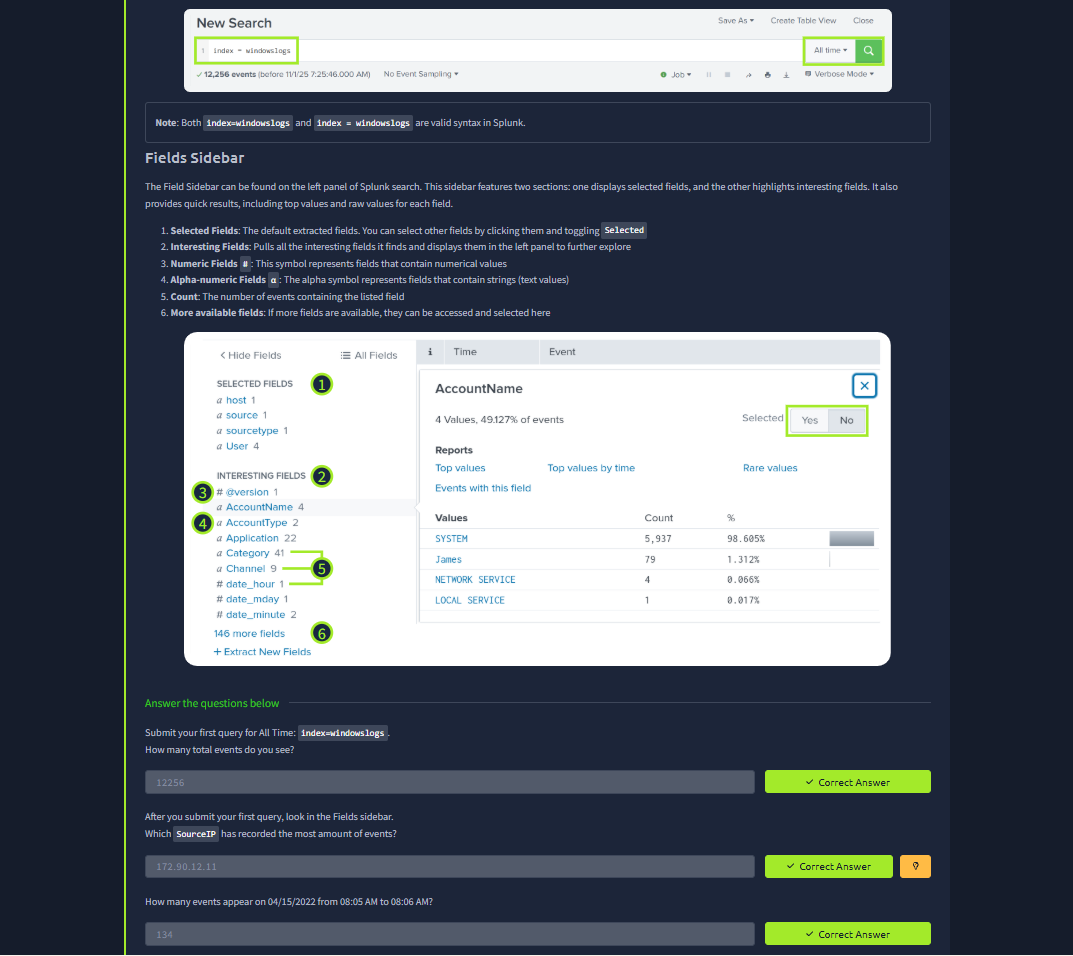 New Search
Save As ▾ Create Table View Close
1 index = windowslogs
All time ▾
✓ 12,256 events (before 11/1/25 7:25:46.000 AM) No Event Sampling ▾
Job ▾ Verbose Mode ▾
Note: Both index=windowslogs and index = windowslogs are valid syntax in Splunk.
Fields Sidebar
The Field Sidebar can be found on the left panel of Splunk search. This sidebar features two sections: one displays selected fields, and the other highlights interesting fields. It also
provides quick results, including top values and raw values for each field.
1. Selected Fields: The default extracted fields. You can select other fields by clicking them and toggling Selected
2. Interesting Fields: Pulls all the interesting fields it finds and displays them in the left panel to further explore
3. Numeric Fields #: This symbol represents fields that contain numerical values
4. Alpha-numeric Fields α: The alpha symbol represents fields that contain strings (text values)
5. Count: The number of events containing the listed field
6. More available fields: If more fields are available, they can be accessed and selected here
< Hide Fields All Fields
SELECTED FIELDS 1
a host 1
a source 1
a sourcetype 1
a User 4
INTERESTING FIELDS 2
3 # @version 1
a AccountName 4
4 a AccountType 2
a Application 22
a Category 41
a Channel 9 5
# date_hour 1
# date_mday 1
# date_minute 2
146 more fields 6
+ Extract New Fields
i Time Event
AccountName
4 Values, 49.127% of events Selected Yes No
Reports
Top values Top values by time Rare values
Events with this field
Values Count %
SYSTEM 5,937 98.605%
James 79 1.312%
NETWORK SERVICE 4 0.066%
LOCAL SERVICE 1 0.017%
Answer the questions below
Submit your first query for All Time: index=windowslogs.
How many total events do you see?
12256 ✓ Correct Answer
After you submit your first query, look in the Fields sidebar.
Which SourceIP has recorded the most amount of events?
172.90.12.11 ✓ Correct Answer
How many events appear on 04/15/2022 from 08:05 AM to 08:06 AM?
134 ✓ Correct Answer